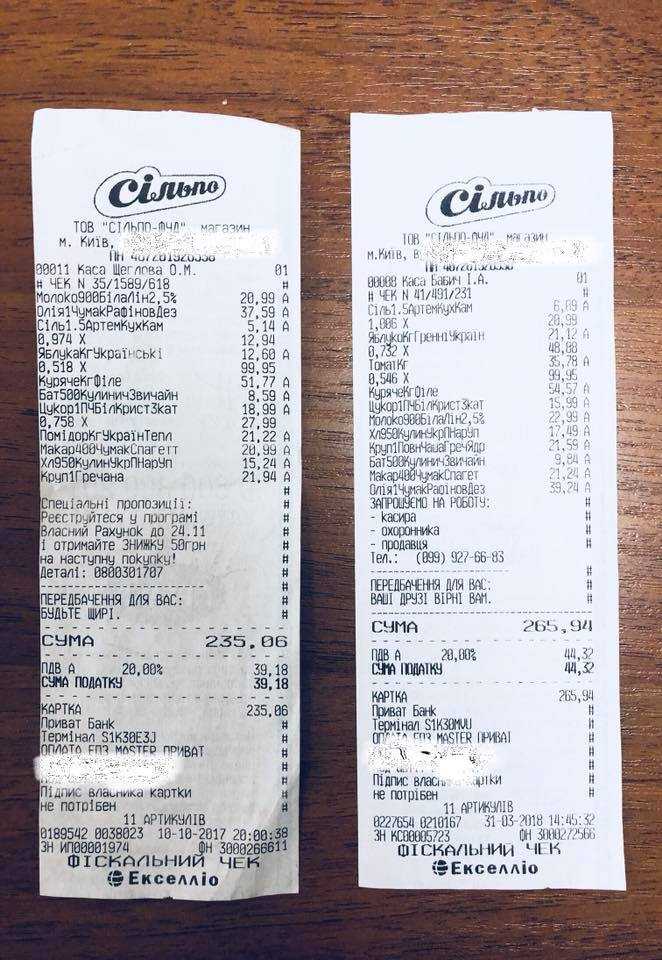 Сільпо
ТОВ "СІЛЬПО-ФУД", магазин
м. Київ,
ПН 407201926538
00011 Каса Щеглова О.М. 01
# ЧЕК N 35/1589/618 #
Молоко900БілаЛін2,5% 20,99 А
Олія1ЧумакРафіновДез 37,59 А
Сіль1.5АртемКухКам 5,14 А
0,974 X 12,94
ЯблукаКгУкраїнські 12,60 А
0,518 X 99,95
КурячеКгФіле 51,77 А
Бат500КулиничЗвичайн 8,59 А
Цукор1ПЧБілКристЗкат 18,99 А
0,758 X 27,99
ПомідорКгУкраїнТепл 21,22 А
Макар400ЧумакСпагетт 20,99 А
Хл950КулинУкрПНарУп 15,24 А
Круп1Гречана 21,94 А
#
Спеціальні пропозиції: #
Реєструйтеся у програмі #
Власний Рахунок до 24.11 #
і отримайте ЗНИЖКУ 50грн #
на наступну покупку! #
Деталі: 0800301707 #
ПЕРЕДБАЧЕННЯ ДЛЯ ВАС: #
БУДЬТЕ ЩИРІ. #
СУМА 235,06
ПДВ А 20,00% 39,18
СУМА ПОДАТКУ 39,18
КАРТКА 235,06
Приват Банк #
Термінал S1K30E3J #
ОПЛАТА ЕПЗ MASTER ПРИВАТ #
Підпис власника картки #
не потрібен #
11 АРТИКУЛІВ
0189542 0038023 10-10-2017 20:00:38
ЗН ИП00001974 ФН 3000266611
ФІСКАЛЬНИЙ ЧЕК
Екселліо
Сільпо
ТОВ "СІЛЬПО-ФУД", магазин
м.Київ, В
00008 Каса Бабич І.А. 01
# ЧЕК N 41/491/231 #
Сіль1.5АртемКухКам 6,89 А
1,006 X 20,99
ЯблукоКгГренніУкраїн 21,12 А
0,732 X 48,88
ТоматКг 35,78 А
0,546 X 99,95
КурячеКгФіле 54,57 А
Цукор1ПЧБілКристЗкат 15,99 А
Молоко900БілаЛін2,5% 22,99 А
Хл950КулинУкрПНарУп 17,49 А
Круп1ПовнЧашаГречЯдр 21,59 А
Бат500КулиничЗвичайн 9,84 А
Макар400ЧумакСпагет 21,24 А
Олія1ЧумакРафіновДез 39,24 А
ЗАПРОШУЄМО НА РОБОТУ: #
- касира #
- охоронника #
- продавця #
Тел.: (099) 927-66-83 #
#
ПЕРЕДБАЧЕННЯ ДЛЯ ВАС: #
ВАШІ ДРУЗІ ВІРНІ ВАМ. #
СУМА 265,94
ПДВ А 20,00% 44,32
СУМА ПОДАТКУ 44,32
КАРТКА 265,94
Приват Банк #
Термінал S1K30MVU #
ОПЛАТА ЕПЗ MASTER ПРИВАТ #
Підпис власника картки #
не потрібен #
11 АРТИКУЛІВ
0227654 0210167 31-03-2018 14:45:32
ЗН КС00005723 ФН 3000272566
ФІСКАЛЬНИЙ ЧЕК
Екселліо